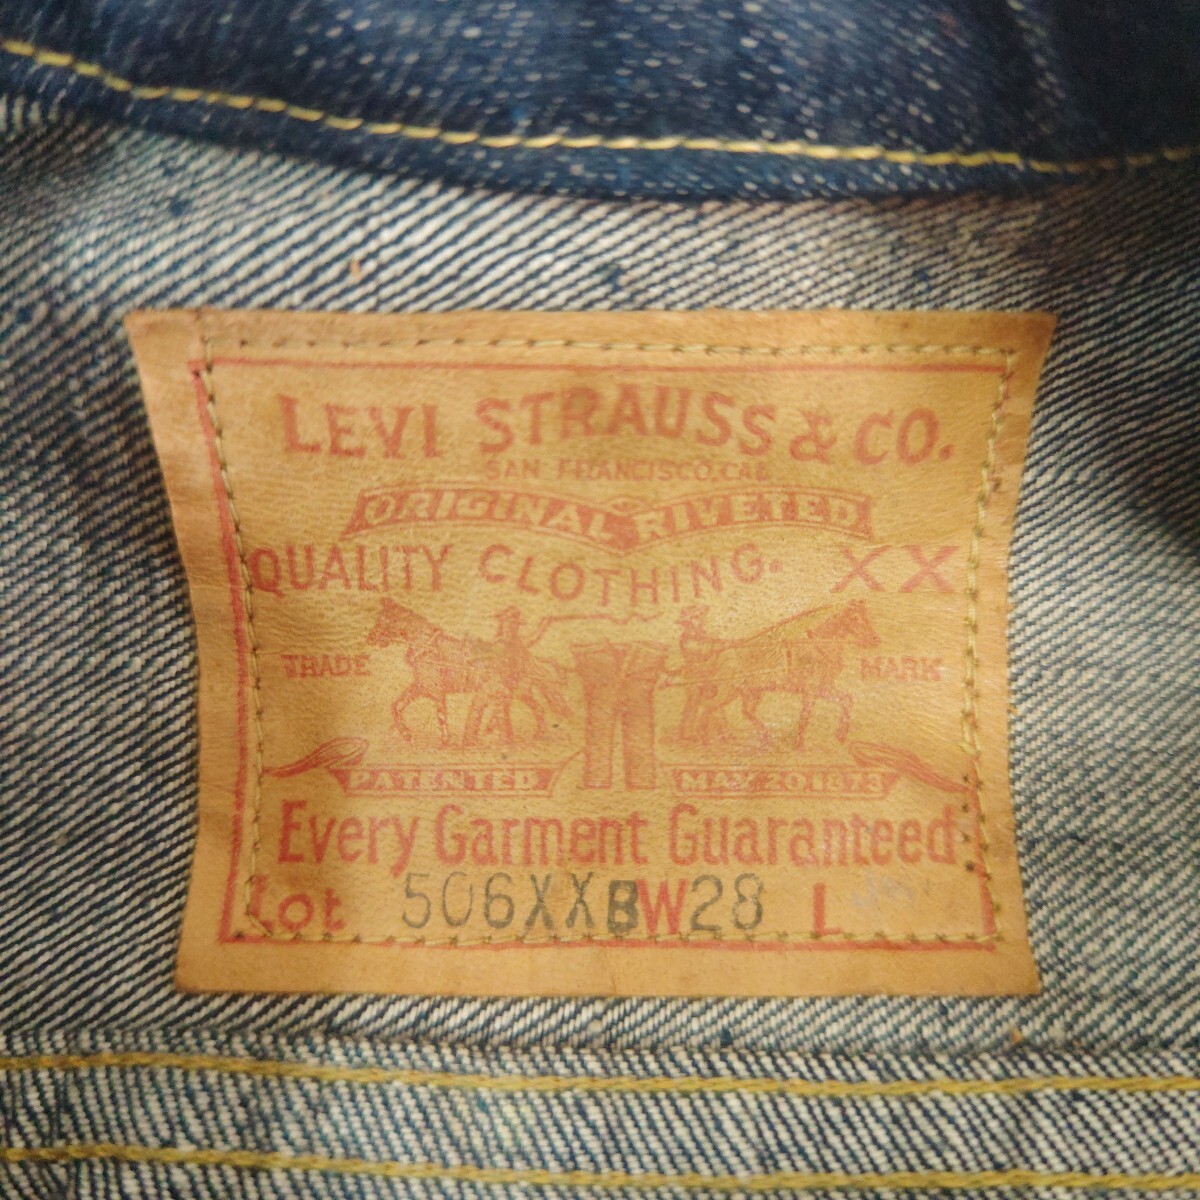 LEVI STRAUSS & CO.
SAN FRANCISCO, CAL
ORIGINAL RIVETED
QUALITY CLOTHING. XX
TRADE MARK
PATENTED MAY 20 1873
Every Garment Guaranteed
Lot 506XXB W28 L